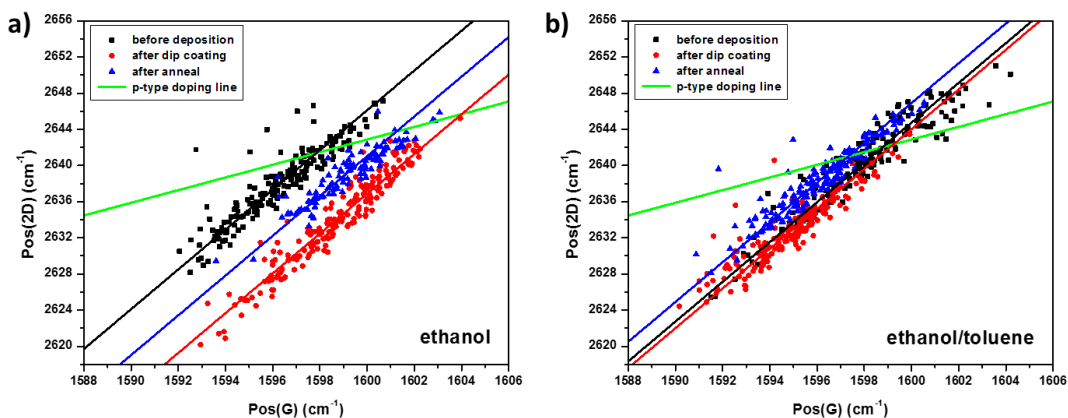 a)
before deposition
after dip coating
after anneal
p-type doping line
2656
2652
2648
2644
2640
2636
2632
2628
2624
2620
Pos(2D) (cm⁻¹)
ethanol
1588 1590 1592 1594 1596 1598 1600 1602 1604 1606
Pos(G) (cm⁻¹)
b)
before deposition
after dip coating
after anneal
p-type doping line
2656
2652
2648
2644
2640
2636
2632
2628
2624
2620
Pos(2D) (cm⁻¹)
ethanol/toluene
1588 1590 1592 1594 1596 1598 1600 1602 1604 1606
Pos(G) (cm⁻¹)